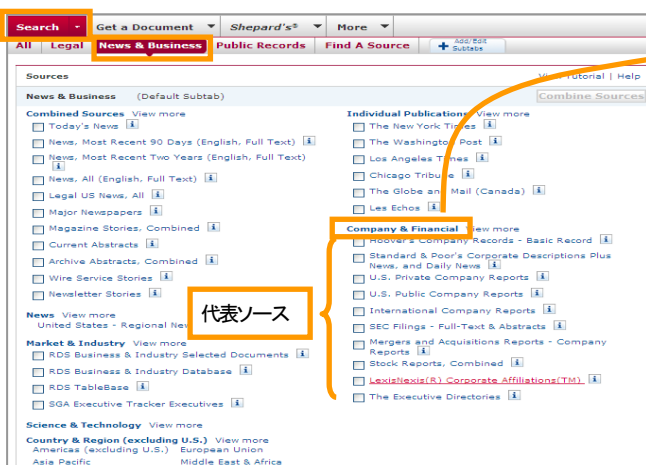 Search Get a Document Shepard's® More
All Legal News & Business Public Records Find A Source Add/Edit Subtabs
Sources View Tutorial | Help
News & Business (Default Subtab) Combine Sources
Combined Sources View more
Today's News
News, Most Recent 90 Days (English, Full Text)
News, Most Recent Two Years (English, Full Text)
News, All (English, Full Text)
Legal US News, All
Major Newspapers
Magazine Stories, Combined
Current Abstracts
Archive Abstracts, Combined
Wire Service Stories
Newsletter Stories
News View more
United States - Regional
Market & Industry View more
RDS Business & Industry Selected Documents
RDS Business & Industry Database
RDS TableBase
SGA Executive Tracker Executives
Science & Technology View more
Country & Region (excluding U.S.) View more
Americas (excluding U.S.) European Union
Asia Pacific Middle East & Africa
Individual Publications View more
The New York Times
The Washington Post
Los Angeles Times
Chicago Tribune
The Globe and Mail (Canada)
Les Echos
Company & Financial View more
Hoover's Company Records - Basic Record
Standard & Poor's Corporate Descriptions Plus
News, and Daily News
U.S. Private Company Reports
U.S. Public Company Reports
International Company Reports
SEC Filings - Full-Text & Abstracts
Mergers and Acquisitions Reports - Company
Reports
Stock Reports, Combined
LexisNexis(R) Corporate Affiliations(TM)
The Executive Directories
代表ソース